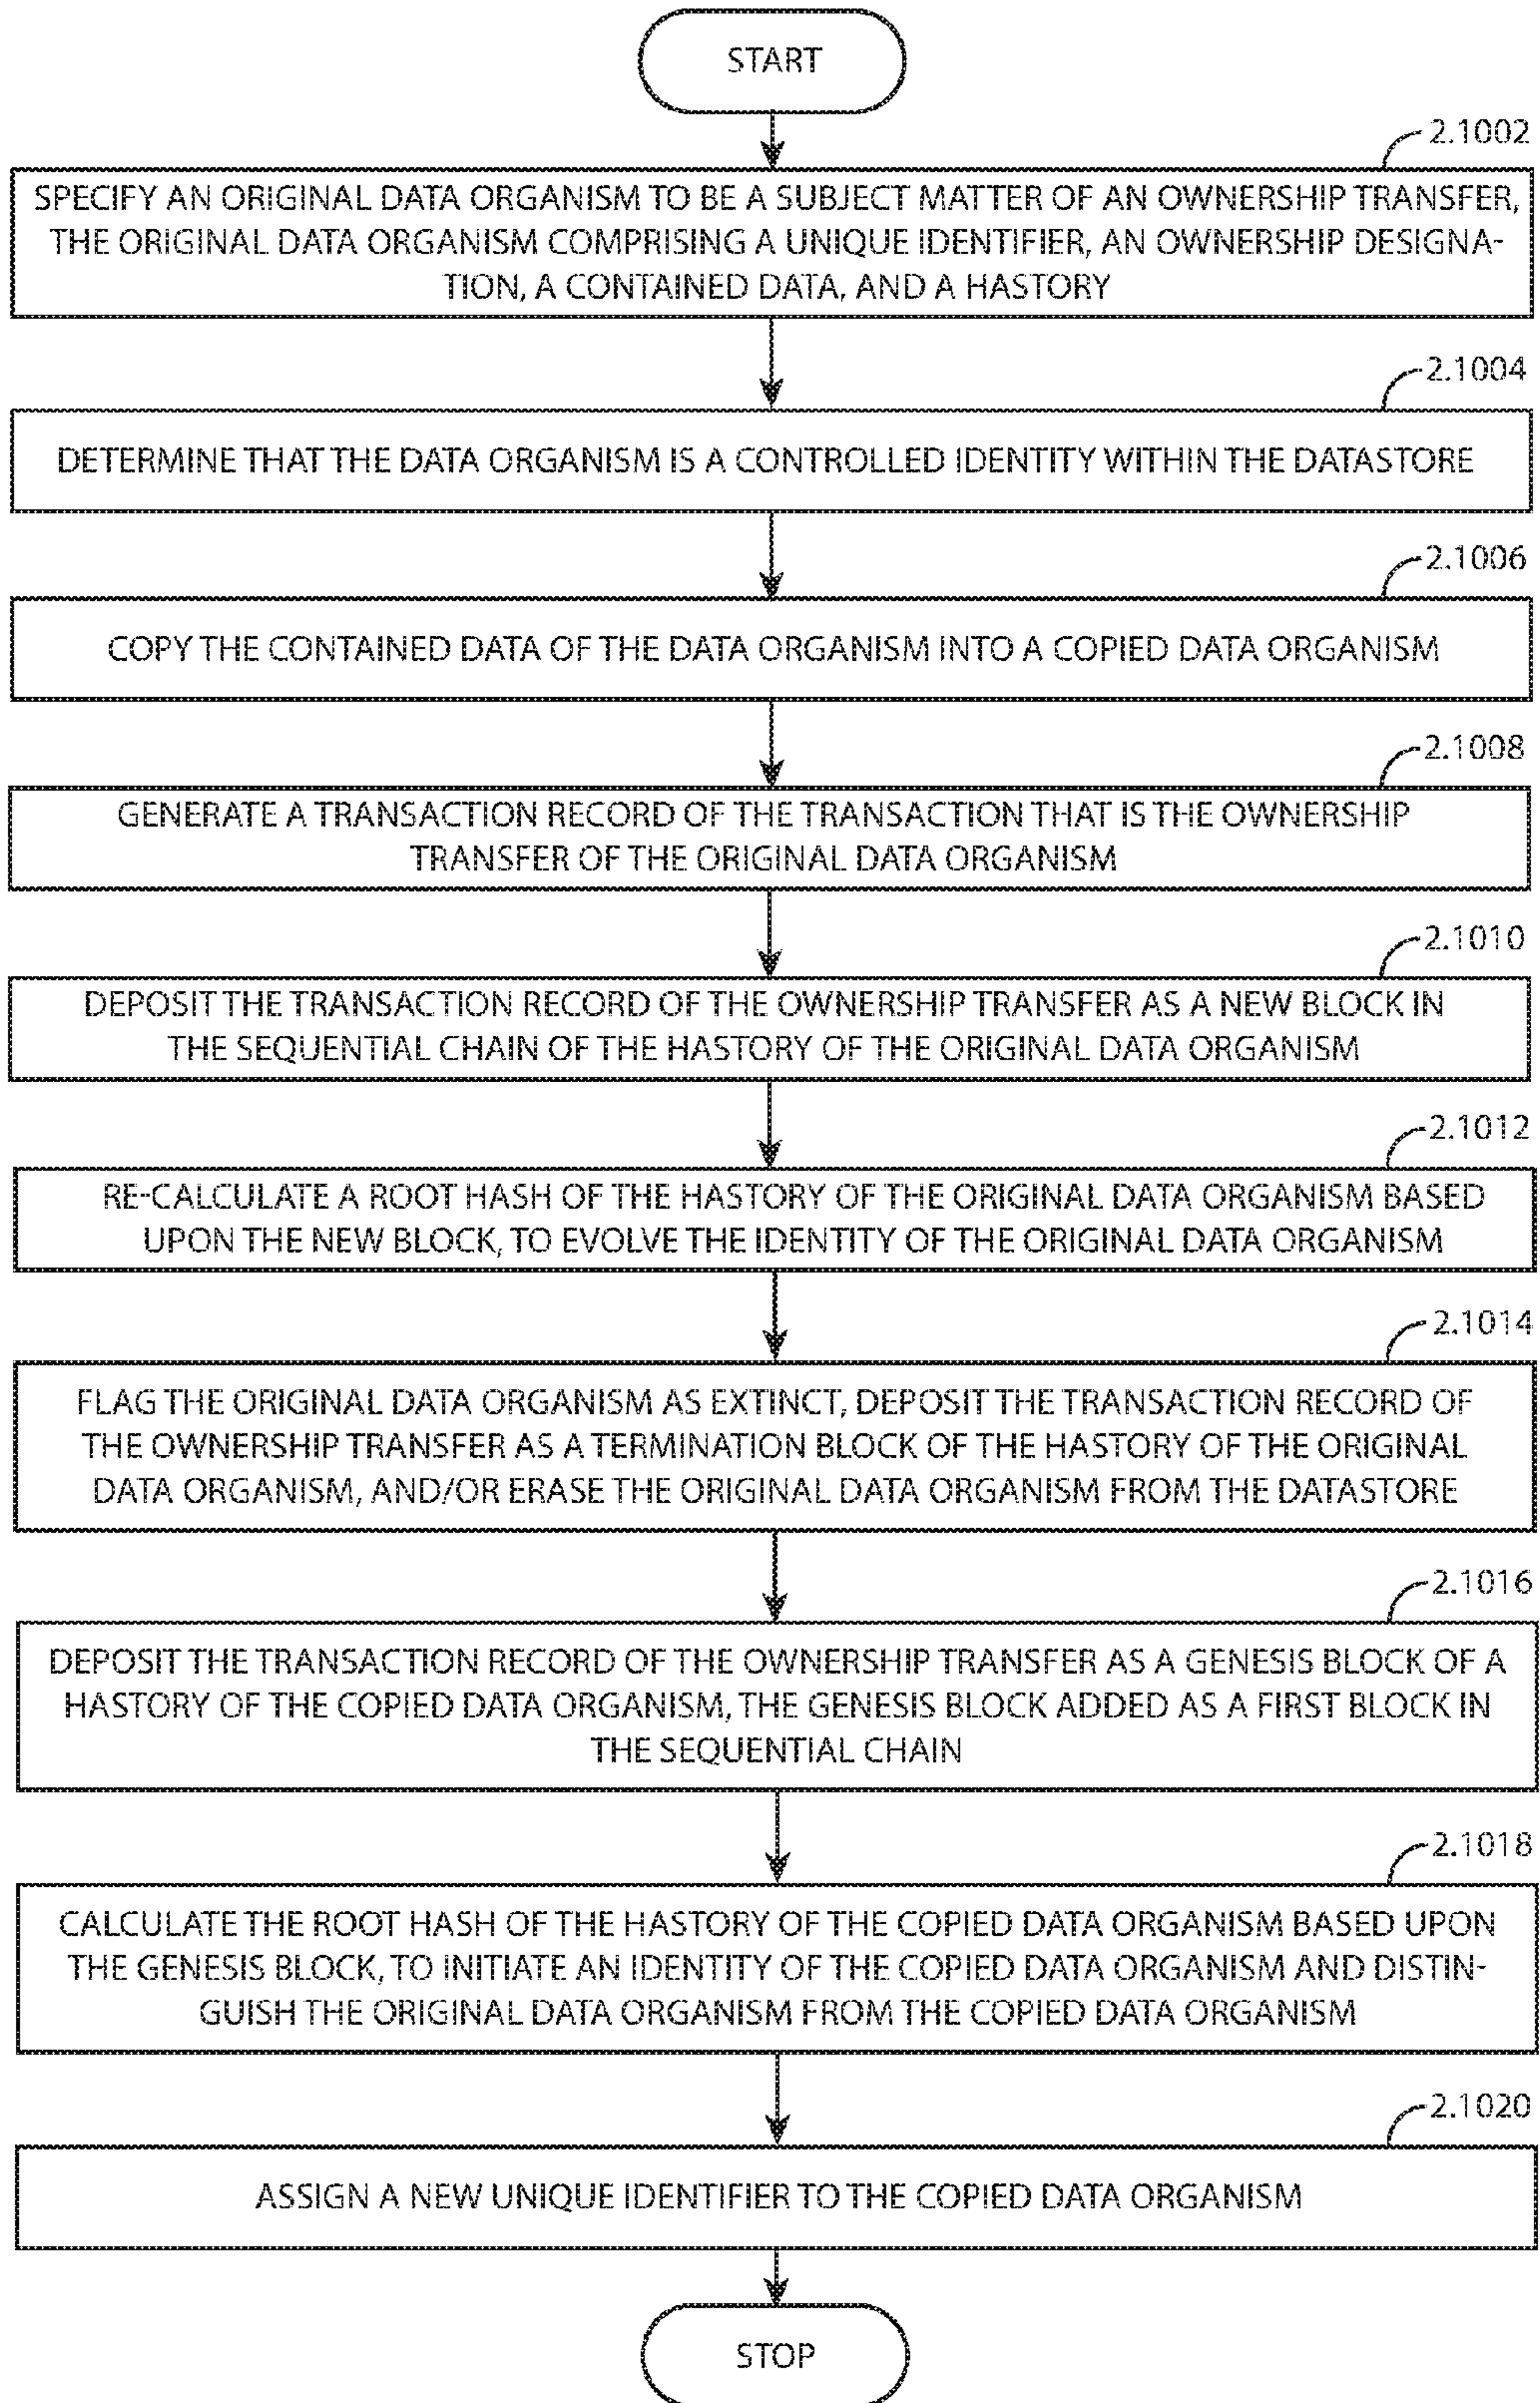 START
2.1002
SPECIFY AN ORIGINAL DATA ORGANISM TO BE A SUBJECT MATTER OF AN OWNERSHIP TRANSFER,
THE ORIGINAL DATA ORGANISM COMPRISING A UNIQUE IDENTIFIER, AN OWNERSHIP DESIGNA-
TION, A CONTAINED DATA, AND A HASTORY
2.1004
DETERMINE THAT THE DATA ORGANISM IS A CONTROLLED IDENTITY WITHIN THE DATASTORE
2.1006
COPY THE CONTAINED DATA OF THE DATA ORGANISM INTO A COPIED DATA ORGANISM
2.1008
GENERATE A TRANSACTION RECORD OF THE TRANSACTION THAT IS THE OWNERSHIP
TRANSFER OF THE ORIGINAL DATA ORGANISM
2.1010
DEPOSIT THE TRANSACTION RECORD OF THE OWNERSHIP TRANSFER AS A NEW BLOCK IN
THE SEQUENTIAL CHAIN OF THE HASTORY OF THE ORIGINAL DATA ORGANISM
2.1012
RE-CALCULATE A ROOT HASH OF THE HASTORY OF THE ORIGINAL DATA ORGANISM BASED
UPON THE NEW BLOCK, TO EVOLVE THE IDENTITY OF THE ORIGINAL DATA ORGANISM
2.1014
FLAG THE ORIGINAL DATA ORGANISM AS EXTINCT, DEPOSIT THE TRANSACTION RECORD OF
THE OWNERSHIP TRANSFER AS A TERMINATION BLOCK OF THE HASTORY OF THE ORIGINAL
DATA ORGANISM, AND/OR ERASE THE ORIGINAL DATA ORGANISM FROM THE DATASTORE
2.1016
DEPOSIT THE TRANSACTION RECORD OF THE OWNERSHIP TRANSFER AS A GENESIS BLOCK OF A
HASTORY OF THE COPIED DATA ORGANISM, THE GENESIS BLOCK ADDED AS A FIRST BLOCK IN
THE SEQUENTIAL CHAIN
2.1018
CALCULATE THE ROOT HASH OF THE HASTORY OF THE COPIED DATA ORGANISM BASED UPON
THE GENESIS BLOCK, TO INITIATE AN IDENTITY OF THE COPIED DATA ORGANISM AND DISTIN-
GUISH THE ORIGINAL DATA ORGANISM FROM THE COPIED DATA ORGANISM
2.1020
ASSIGN A NEW UNIQUE IDENTIFIER TO THE COPIED DATA ORGANISM
STOP